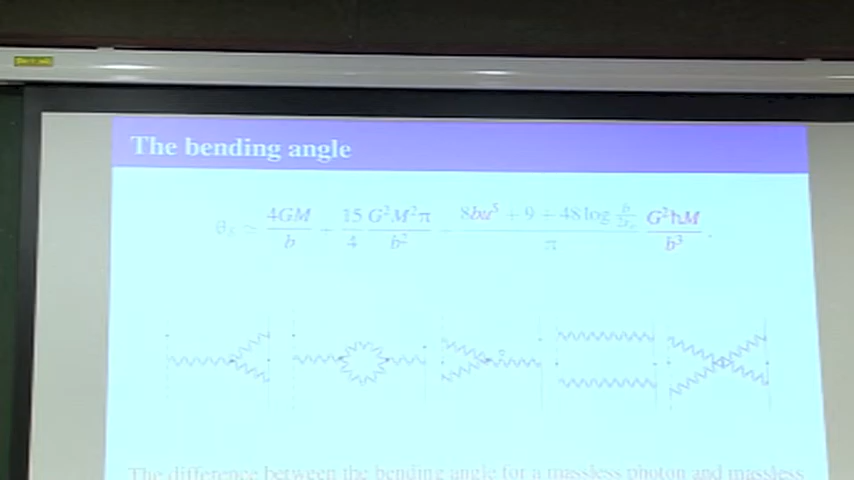 The bending angle
θ_S ≃ 4GM/b + 15/4 G²M²π/b² + (8bu^S + 9 + 48 log b/2r_o)/π G²ħM/b³ .
The difference between the bending angle for a massless photon and massless